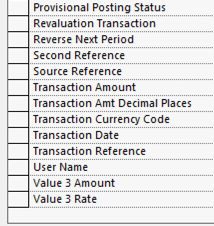 Provisional Posting Status
Revaluation Transaction
Reverse Next Period
Second Reference
Source Reference
Transaction Amount
Transaction Amt Decimal Places
Transaction Currency Code
Transaction Date
Transaction Reference
User Name
Value 3 Amount
Value 3 Rate